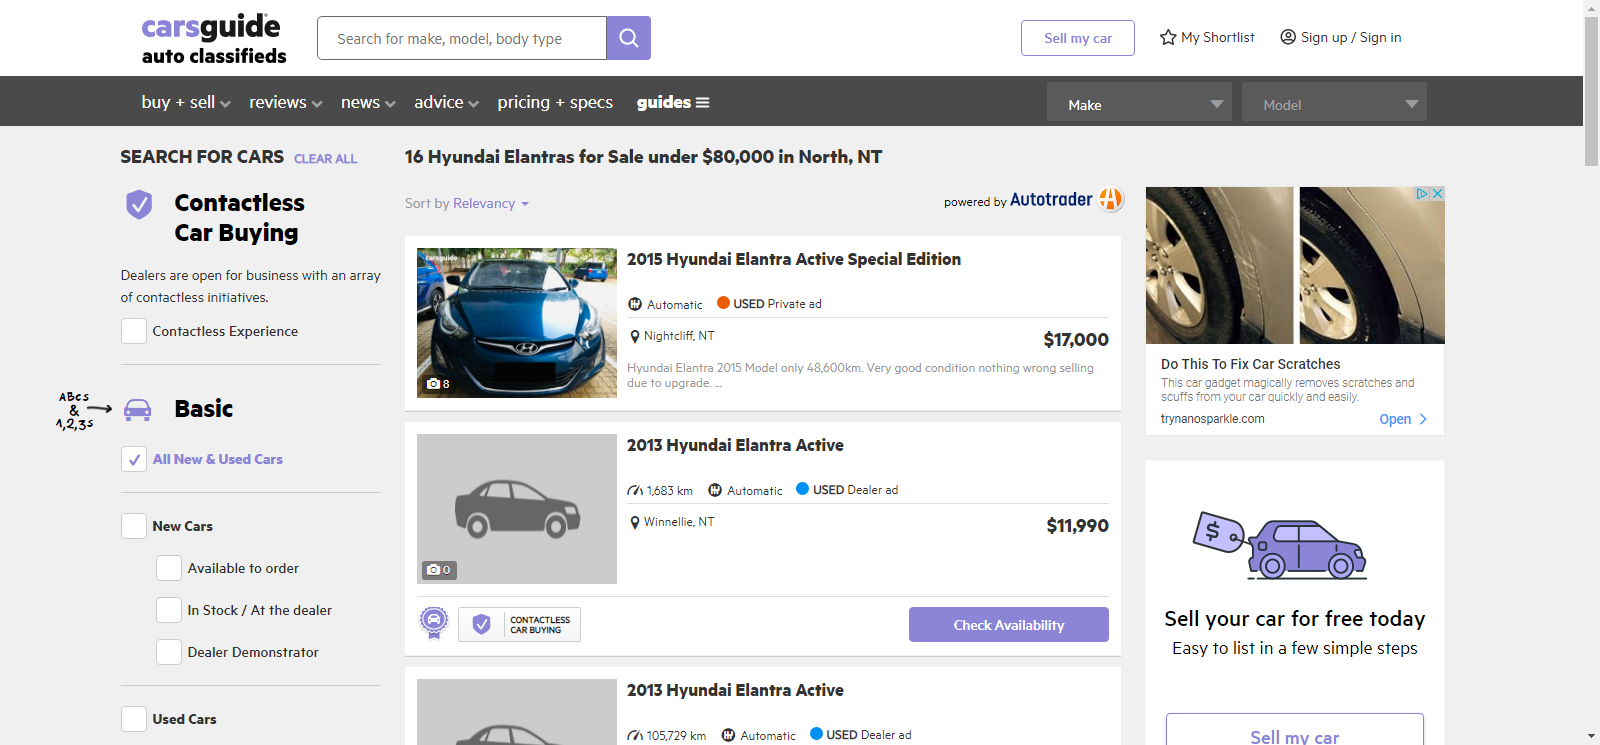 carsguide
auto classifieds
Search for make, model, body type
Sell my car
My Shortlist
Sign up / Sign in
buy + sell
reviews
news
advice
pricing + specs
guides
Make
Model
SEARCH FOR CARS CLEAR ALL
Contactless
Car Buying
Dealers are open for business with an array
of contactless initiatives.
Contactless Experience
ABCs
&
1,2,3s
Basic
All New & Used Cars
New Cars
Available to order
In Stock / At the dealer
Dealer Demonstrator
Used Cars
16 Hyundai Elantras for Sale under $80,000 in North, NT
Sort by Relevancy
powered by Autotrader
carsguide
8
2015 Hyundai Elantra Active Special Edition
Automatic USED Private ad
Nightcliff, NT
$17,000
Hyundai Elantra 2015 Model only 48,600km. Very good condition nothing wrong selling
due to upgrade. ...
0
2013 Hyundai Elantra Active
1,683 km Automatic USED Dealer ad
Winnellie, NT
$11,990
CONTACTLESS
CAR BUYING
Check Availability
2013 Hyundai Elantra Active
105,729 km Automatic USED Dealer ad
Do This To Fix Car Scratches
This car gadget magically removes scratches and
scuffs from your car quickly and easily.
trynanosparkle.com
Open
$
Sell your car for free today
Easy to list in a few simple steps
Sell my car